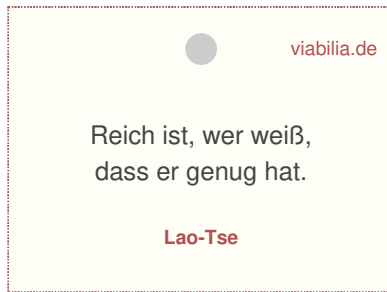 viabilia.de
Reich ist, wer weiß,
dass er genug hat.
Lao-Tse